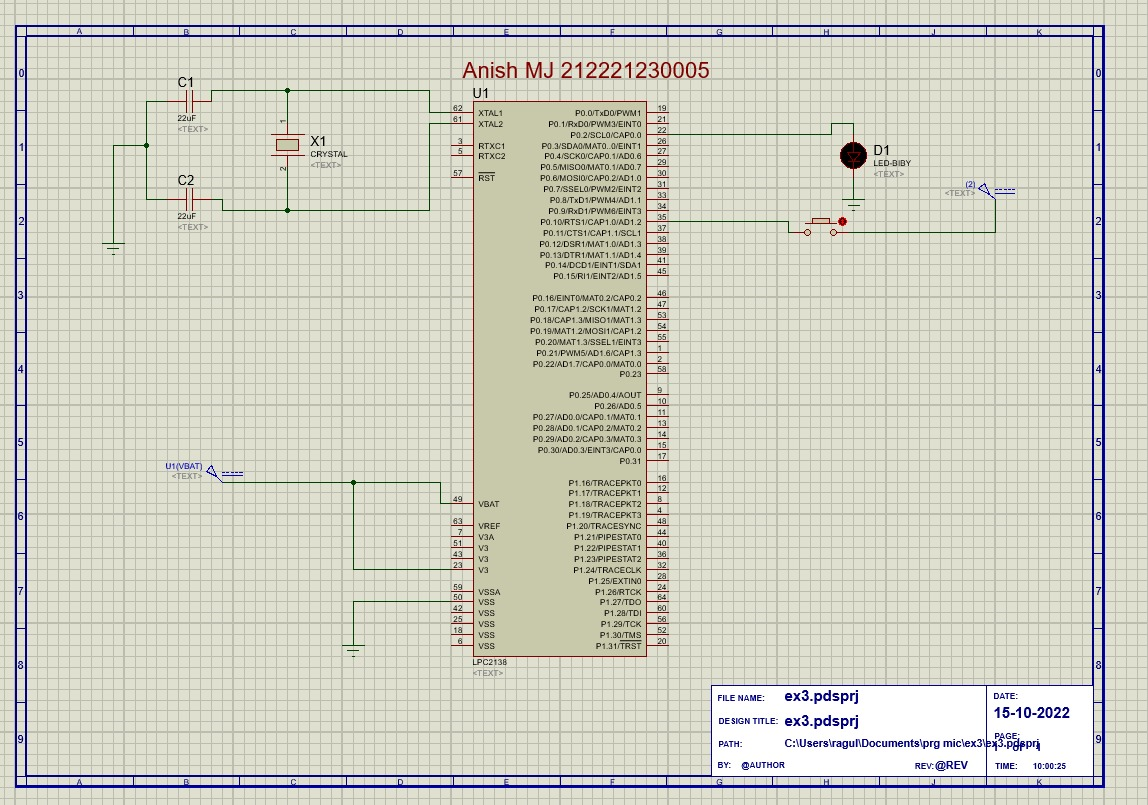 A B C D E F G H J K
0 0
1 1
2 2
3 3
4 4
5 5
6 6
7 7
8 8
9 9
Anish MJ 212221230005
C1
22uF
<TEXT>
C2
22uF
<TEXT>
X1
CRYSTAL
<TEXT>
1
2
U1
62 XTAL1
61 XTAL2
3 RTXC1
5 RTXC2
57 RST
49 VBAT
63 VREF
7 V3A
51 V3
43 V3
23 V3
59 VSSA
50 VSS
42 VSS
25 VSS
18 VSS
6 VSS
P0.0/TxD0/PWM1 19
P0.1/RxD0/PWM3/EINT0 21
P0.2/SCL0/CAP0.0 22
P0.3/SDA0/MAT0..0/EINT1 26
P0.4/SCK0/CAP0.1/AD0.6 27
P0.5/MISO0/MAT0.1/AD0.7 29
P0.6/MOSI0/CAP0.2/AD1.0 30
P0.7/SSEL0/PWM2/EINT2 31
P0.8/TxD1/PWM4/AD1.1 33
P0.9/RxD1/PWM6/EINT3 34
P0.10/RTS1/CAP1.0/AD1.2 35
P0.11/CTS1/CAP1.1/SCL1 37
P0.12/DSR1/MAT1.0/AD1.3 38
P0.13/DTR1/MAT1.1/AD1.4 39
P0.14/DCD1/EINT1/SDA1 41
P0.15/RI1/EINT2/AD1.5 45
P0.16/EINT0/MAT0.2/CAP0.2 46
P0.17/CAP1.2/SCK1/MAT1.2 47
P0.18/CAP1.3/MISO1/MAT1.3 53
P0.19/MAT1.2/MOSI1/CAP1.2 54
P0.20/MAT1.3/SSEL1/EINT3 55
P0.21/PWM5/AD1.6/CAP1.3 1
P0.22/AD1.7/CAP0.0/MAT0.0 2
P0.23 58
P0.25/AD0.4/AOUT 9
P0.26/AD0.5 10
P0.27/AD0.0/CAP0.1/MAT0.1 11
P0.28/AD0.1/CAP0.2/MAT0.2 13
P0.29/AD0.2/CAP0.3/MAT0.3 14
P0.30/AD0.3/EINT3/CAP0.0 15
P0.31 17
P1.16/TRACEPKT0 16
P1.17/TRACEPKT1 12
P1.18/TRACEPKT2 8
P1.19/TRACEPKT3 4
P1.20/TRACESYNC 48
P1.21/PIPESTAT0 44
P1.22/PIPESTAT1 40
P1.23/PIPESTAT2 36
P1.24/TRACECLK 32
P1.25/EXTIN0 28
P1.26/RTCK 24
P1.27/TDO 64
P1.28/TDI 60
P1.29/TCK 56
P1.30/TMS 52
P1.31/TRST 20
LPC2138
<TEXT>
D1
LED-BIBY
<TEXT>
(2)
<TEXT>
U1(VBAT)
<TEXT>
FILE NAME: ex3.pdsprj
DESIGN TITLE: ex3.pdsprj
PATH: C:\Users\ragul\Documents\prg mic\ex3\ex3.pdsprj
BY: @AUTHOR REV:@REV
DATE:
15-10-2022
PAGE:
1 of 1
TIME: 10:00:25
A B C D E F G H J K